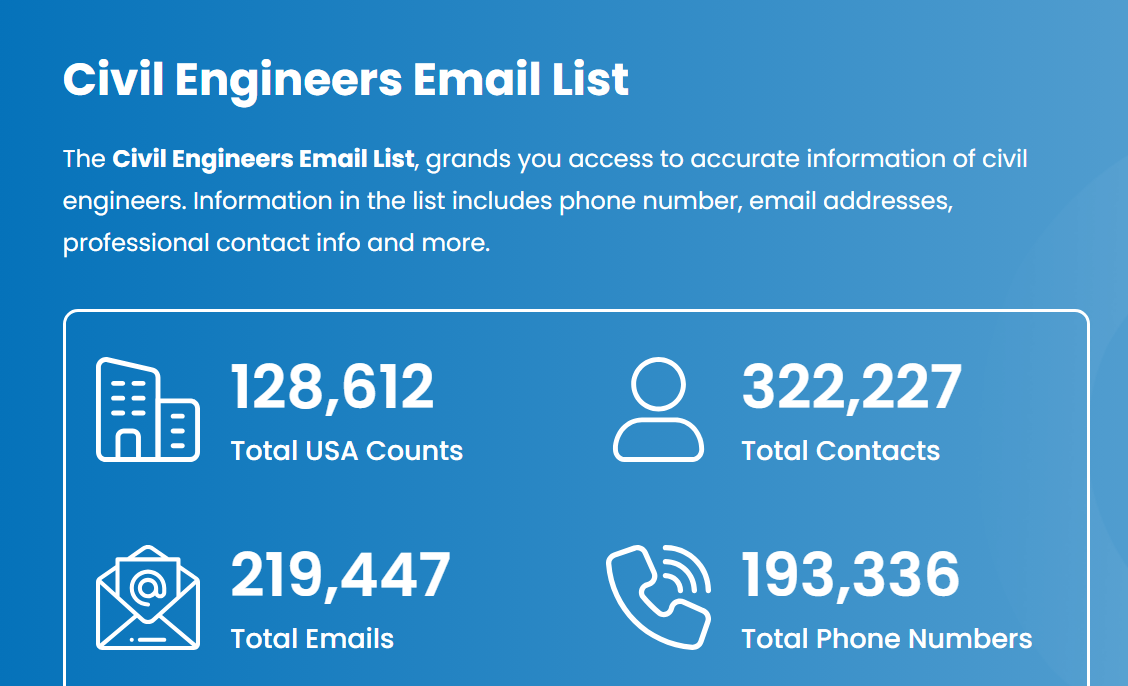 Civil Engineers Email List
The Civil Engineers Email List, grands you access to accurate information of civil
engineers. Information in the list includes phone number, email addresses,
professional contact info and more.
128,612
Total USA Counts
322,227
Total Contacts
219,447
Total Emails
193,336
Total Phone Numbers